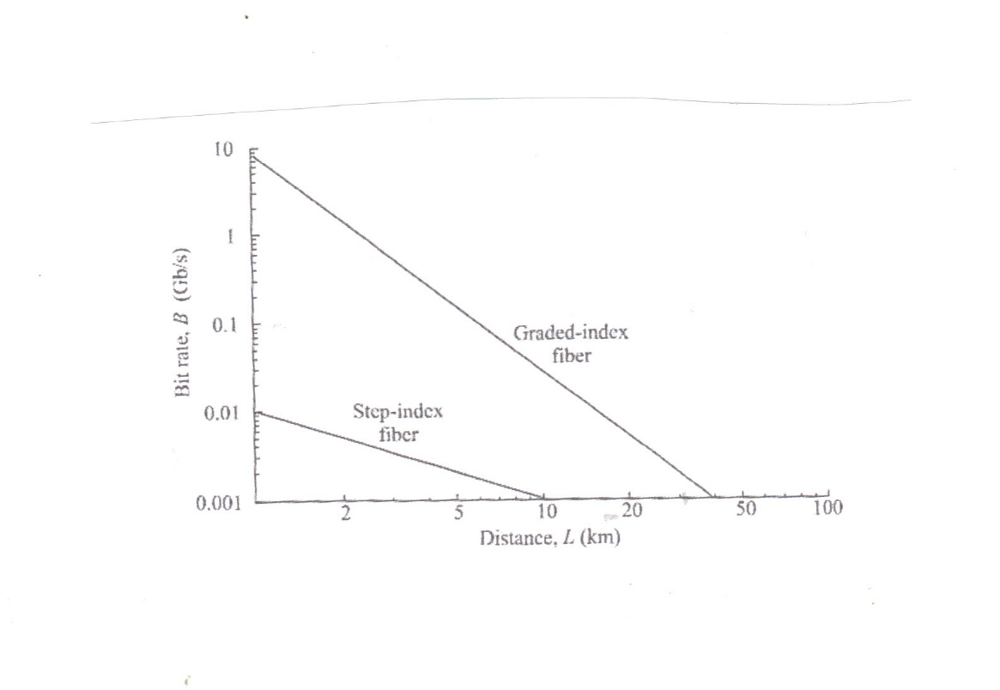 10
1
0.1
0.01
0.001
Bit rate, B (Gb/s)
Graded-index
fiber
Step-index
fiber
2 5 10 20 50 100
Distance, L (km)